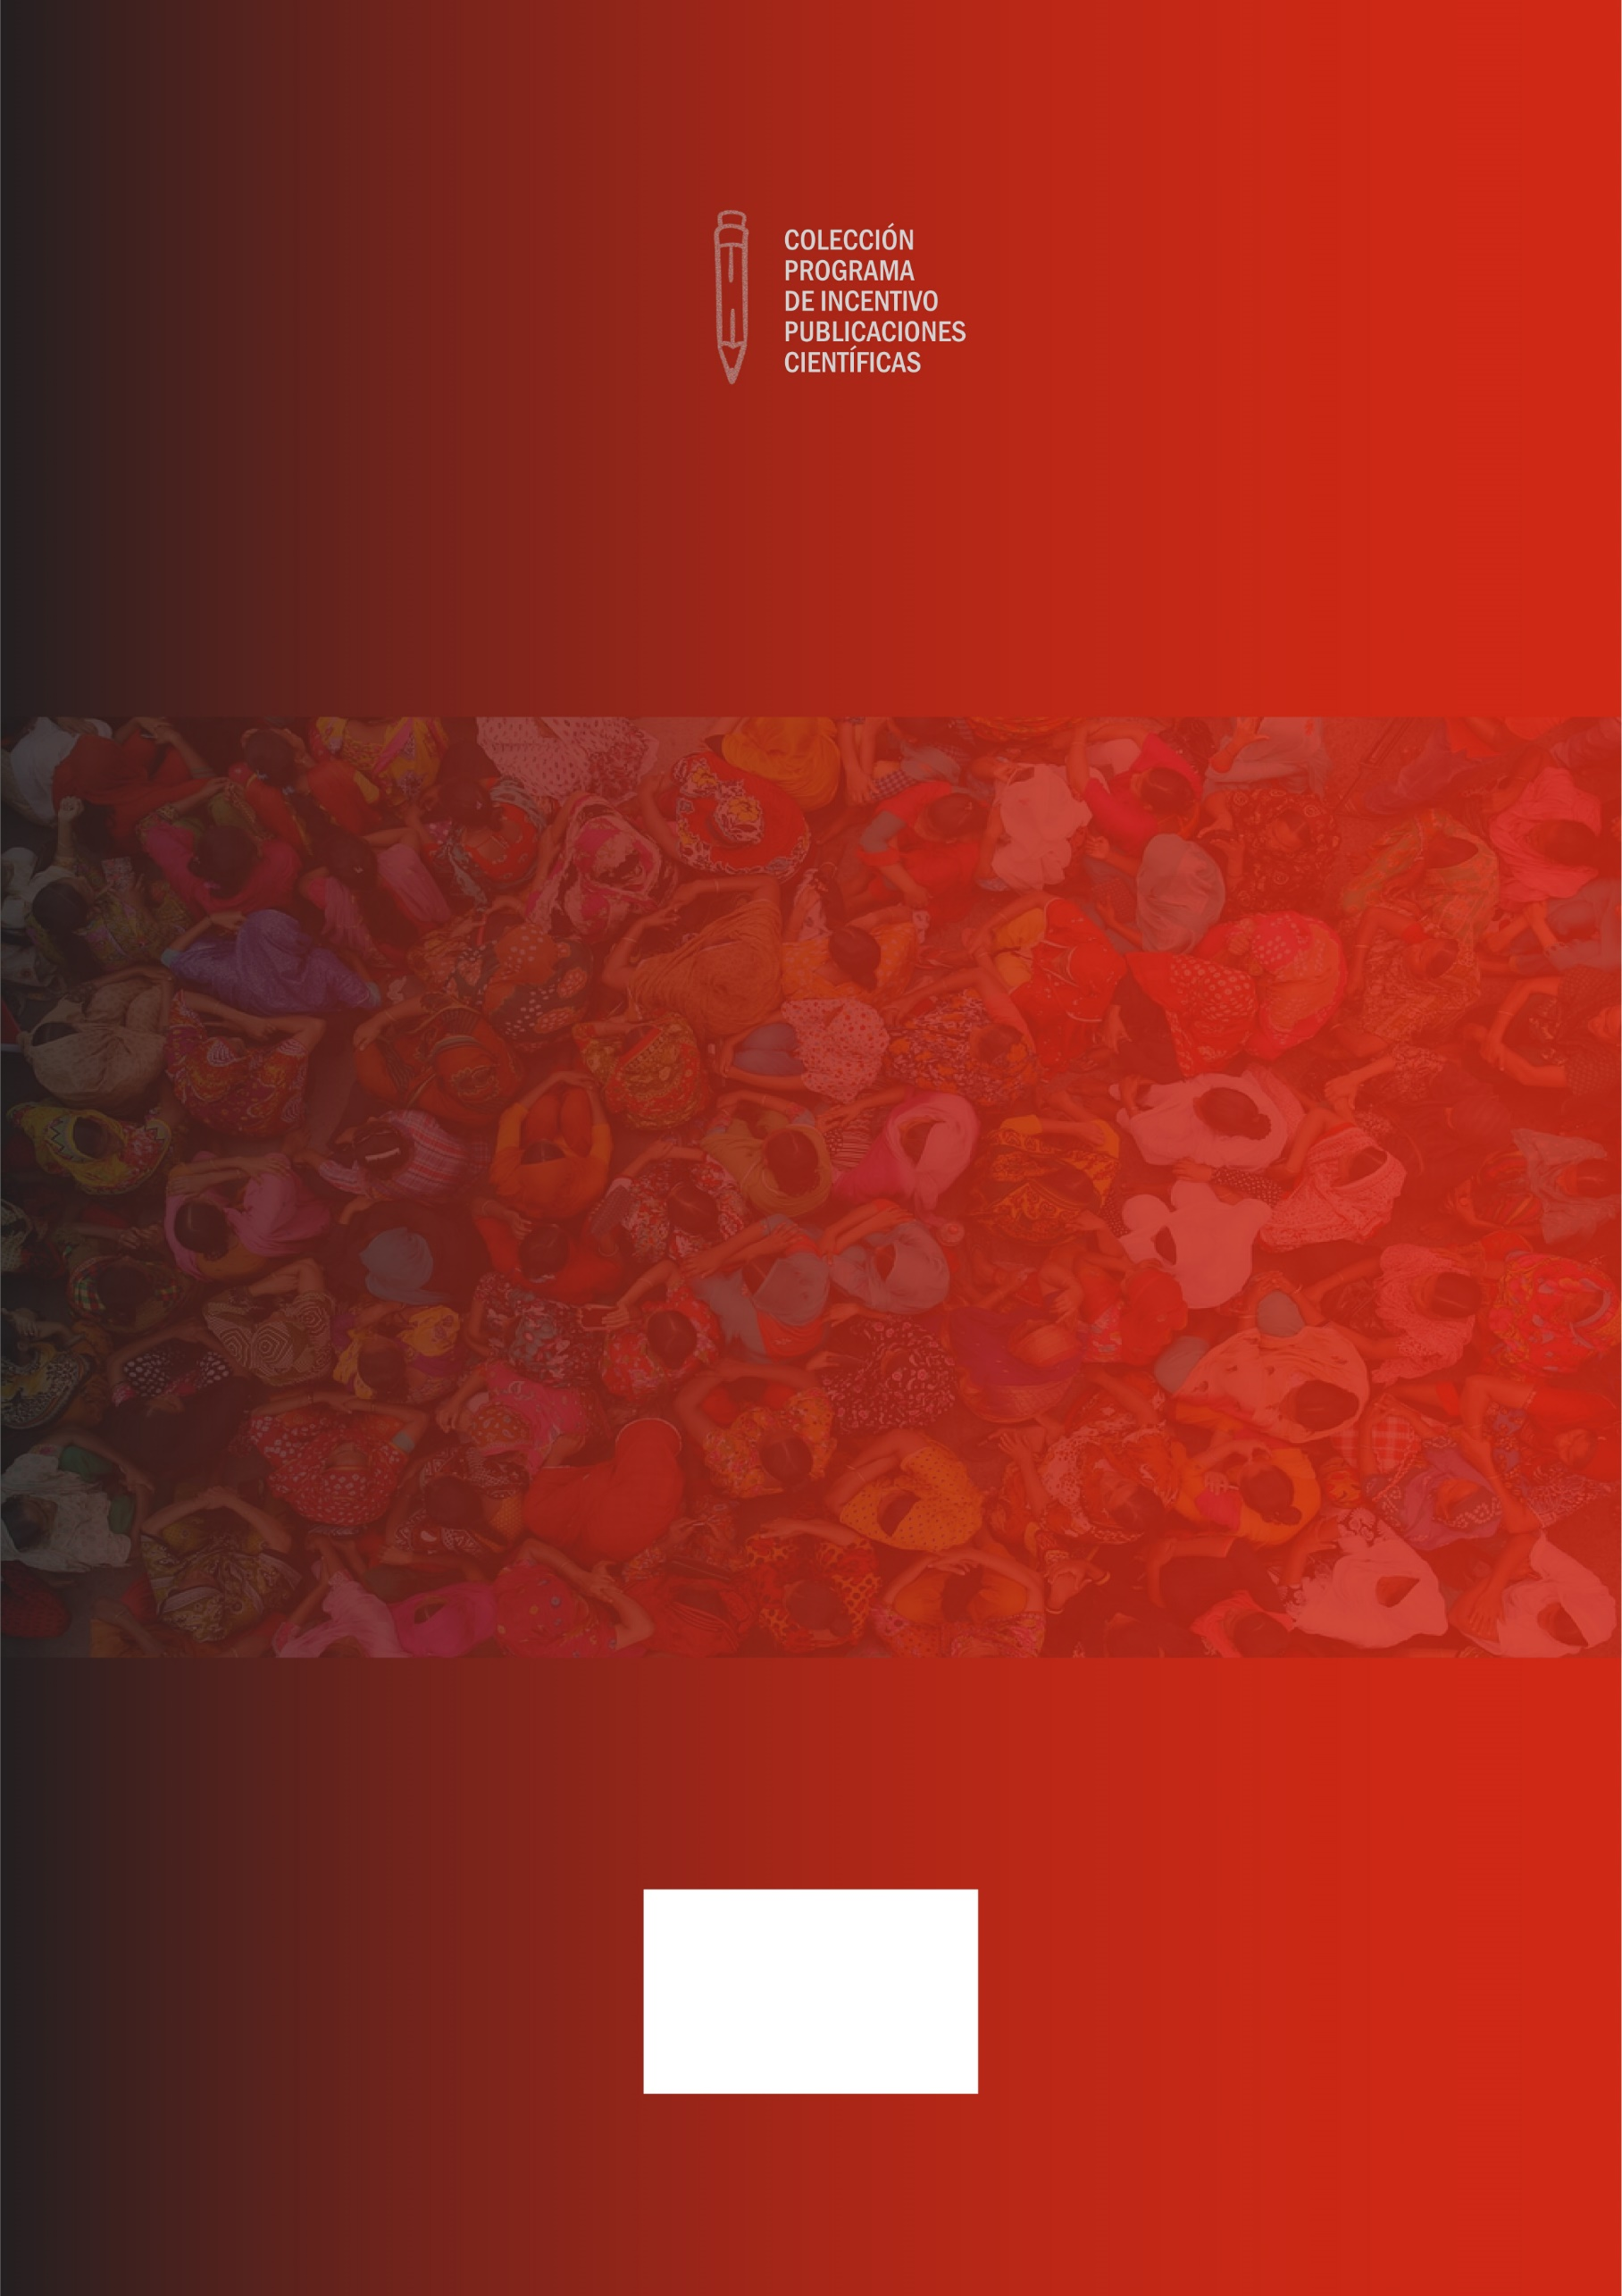 COLECCIÓN
PROGRAMA
DE INCENTIVO
PUBLICACIONES
CIENTÍFICAS